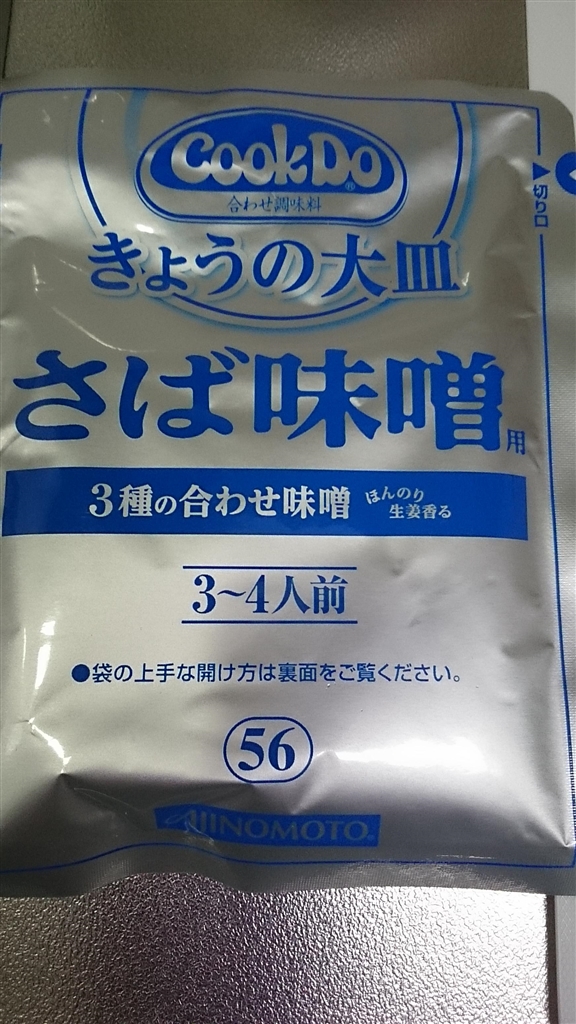 CookDo®
合わせ調味料
きょうの大皿
切り口
さば味噌用
3種の合わせ味噌 ほんのり生姜香る
3~4人前
●袋の上手な開け方は裏面をご覧ください。
56
AJINOMOTO®